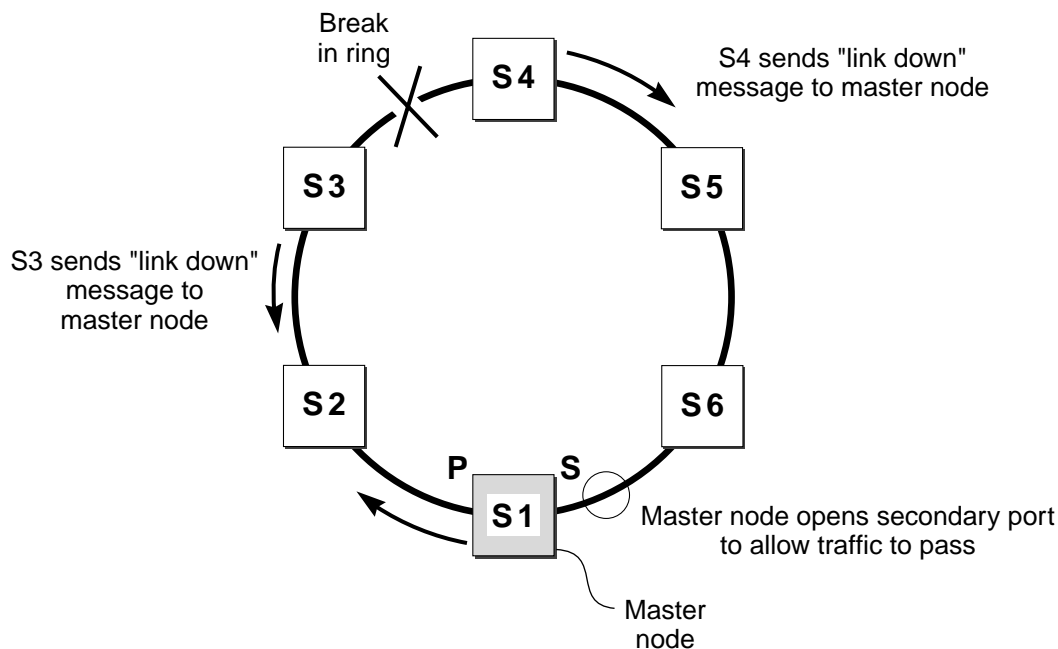 Break
in ring
S4
S4 sends "link down"
message to master node
S3
S5
S3 sends "link down"
message to
master node
S2
S6
P
S
S1
Master node opens secondary port
to allow traffic to pass
Master
node